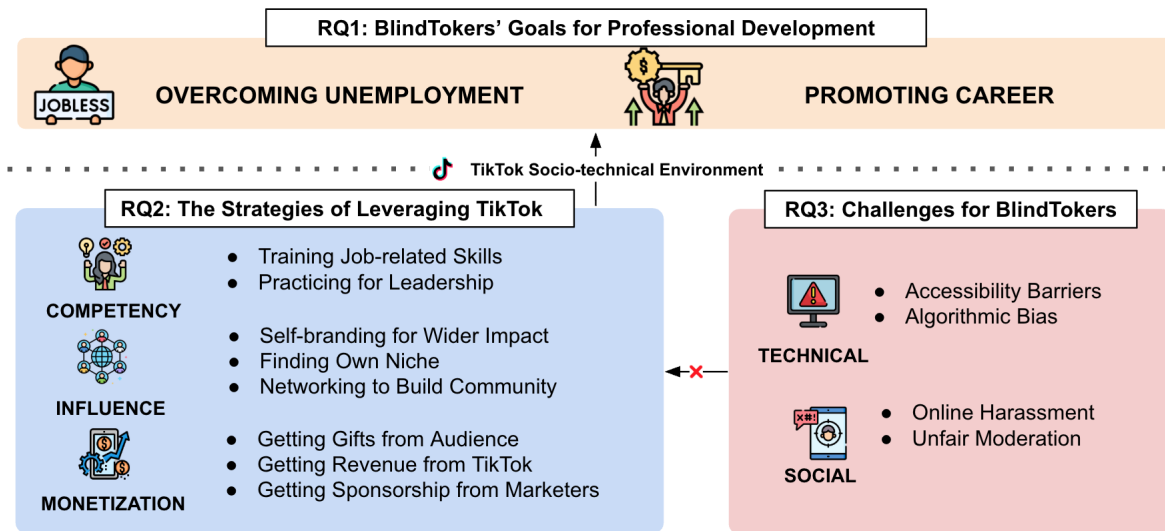 RQ1: BlindTokers’ Goals for Professional Development
JOBLESS
OVERCOMING UNEMPLOYMENT
$
PROMOTING CAREER
TikTok Socio-technical Environment
RQ2: The Strategies of Leveraging TikTok
COMPETENCY
● Training Job-related Skills
● Practicing for Leadership
INFLUENCE
● Self-branding for Wider Impact
● Finding Own Niche
● Networking to Build Community
MONETIZATION
$
$
● Getting Gifts from Audience
● Getting Revenue from TikTok
● Getting Sponsorship from Marketers
RQ3: Challenges for BlindTokers
TECHNICAL
● Accessibility Barriers
● Algorithmic Bias
x#!
SOCIAL
● Online Harassment
● Unfair Moderation